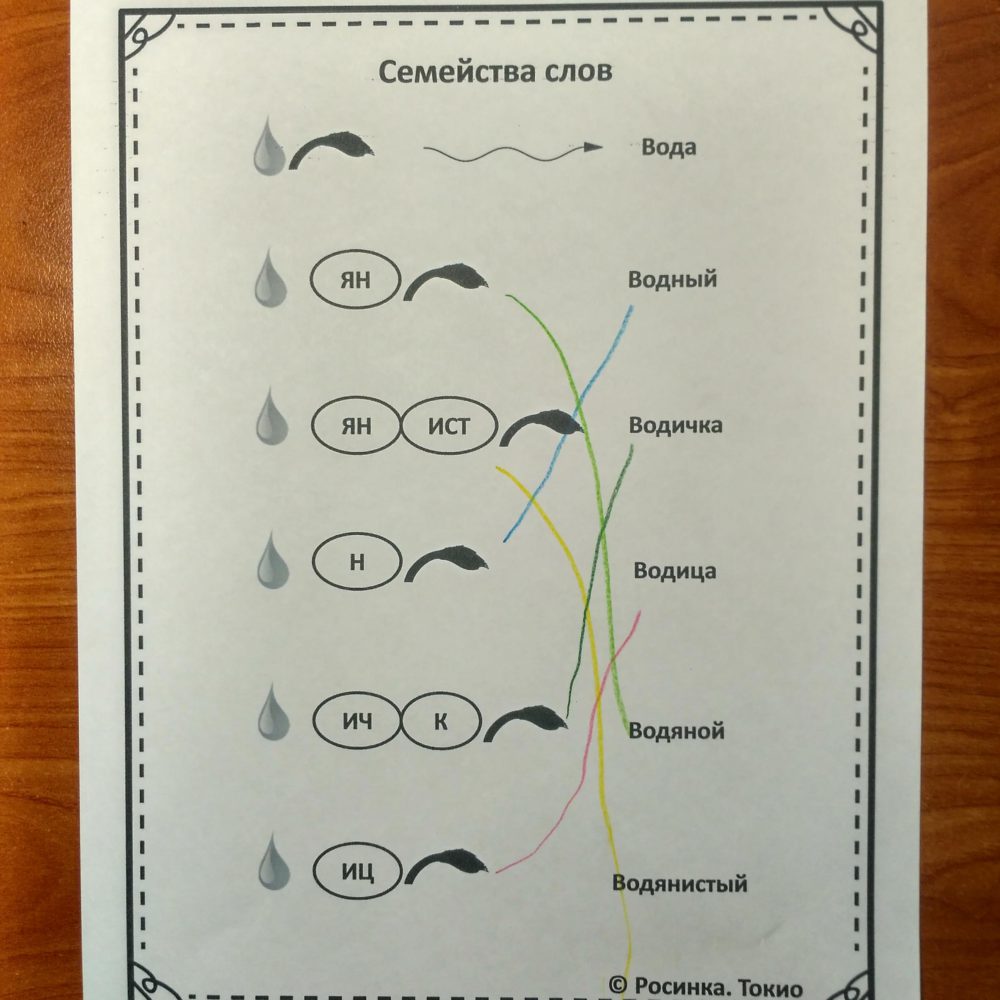 Семейства слов
Вода
ЯН Водный
ЯН ИСТ Водичка
Н Водица
ИЧ К Водяной
ИЦ Водянистый
© Росинка. Токио